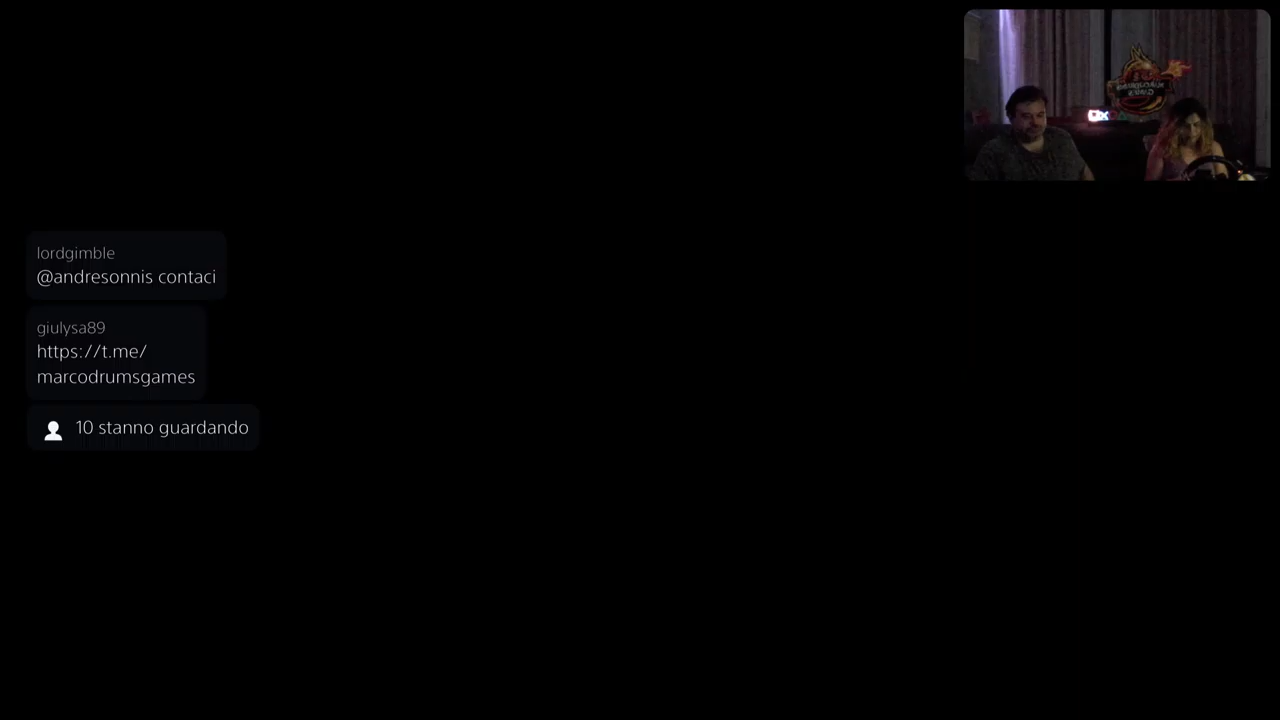 lordgimble
@andresonnis contaci
giulysa89
https://t.me/
marcodrumsgames
10 stanno guardando